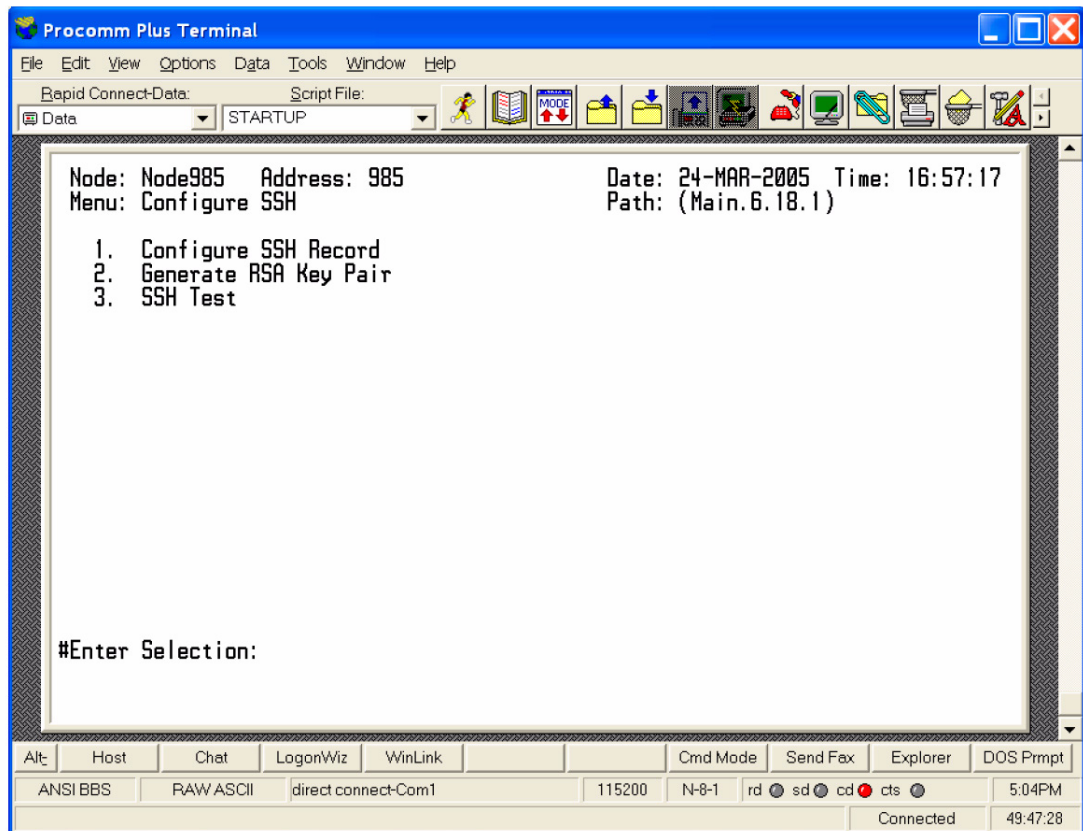 Procomm Plus Terminal
File Edit View Options Data Tools Window Help
Rapid Connect-Data: Script File:
Data STARTUP MODE
Node: Node985 Address: 985 Date: 24-MAR-2005 Time: 16:57:17
Menu: Configure SSH Path: (Main.6.18.1)
1. Configure SSH Record
2. Generate RSA Key Pair
3. SSH Test
#Enter Selection:
Alt- Host Chat LogonWiz WinLink Cmd Mode Send Fax Explorer DOS Prmpt
ANSI BBS RAW ASCII direct connect-Com1 115200 N-8-1 rd sd cd cts 5:04PM
Connected 49:47:28